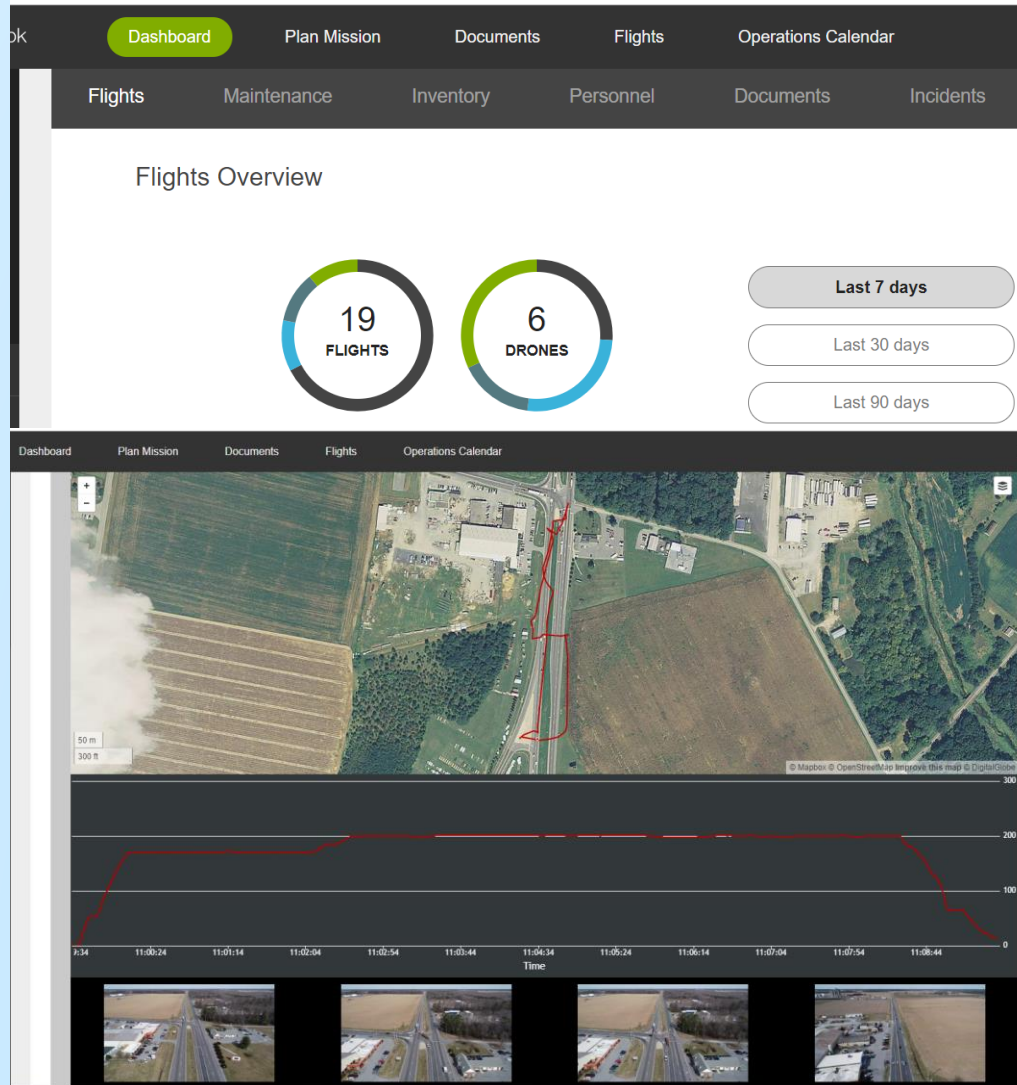 ok Dashboard Plan Mission Documents Flights Operations Calendar
Flights Maintenance Inventory Personnel Documents Incidents
Flights Overview
19
FLIGHTS
6
DRONES
Last 7 days
Last 30 days
Last 90 days
Dashboard Plan Mission Documents Flights Operations Calendar
+
−
50 m
300 ft
© Mapbox © OpenStreetMap Improve this map © DigitalGlobe
300
200
100
0
:34 11:00:24 11:01:14 11:02:04 11:02:54 11:03:44 11:04:34 11:05:24 11:06:14 11:07:04 11:07:54 11:08:44
Time